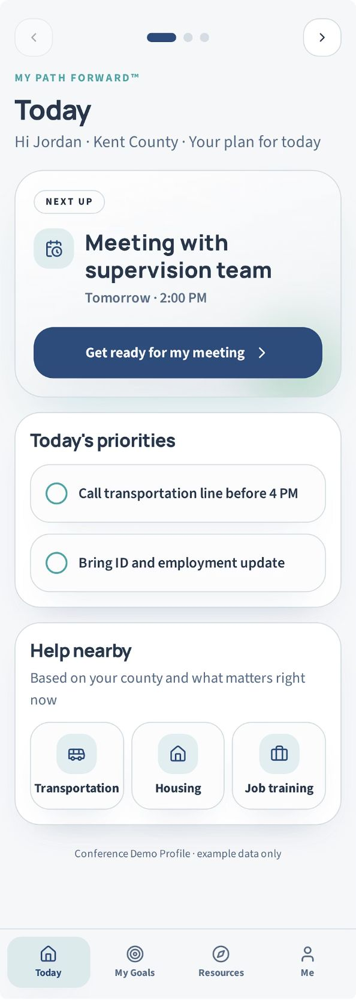 MY PATH FORWARD™
Today
Hi Jordan · Kent County · Your plan for today
NEXT UP
Meeting with
supervision team
Tomorrow · 2:00 PM
Get ready for my meeting
Today's priorities
Call transportation line before 4 PM
Bring ID and employment update
Help nearby
Based on your county and what matters right
now
Transportation
Housing
Job training
Conference Demo Profile · example data only
Today
My Goals
Resources
Me